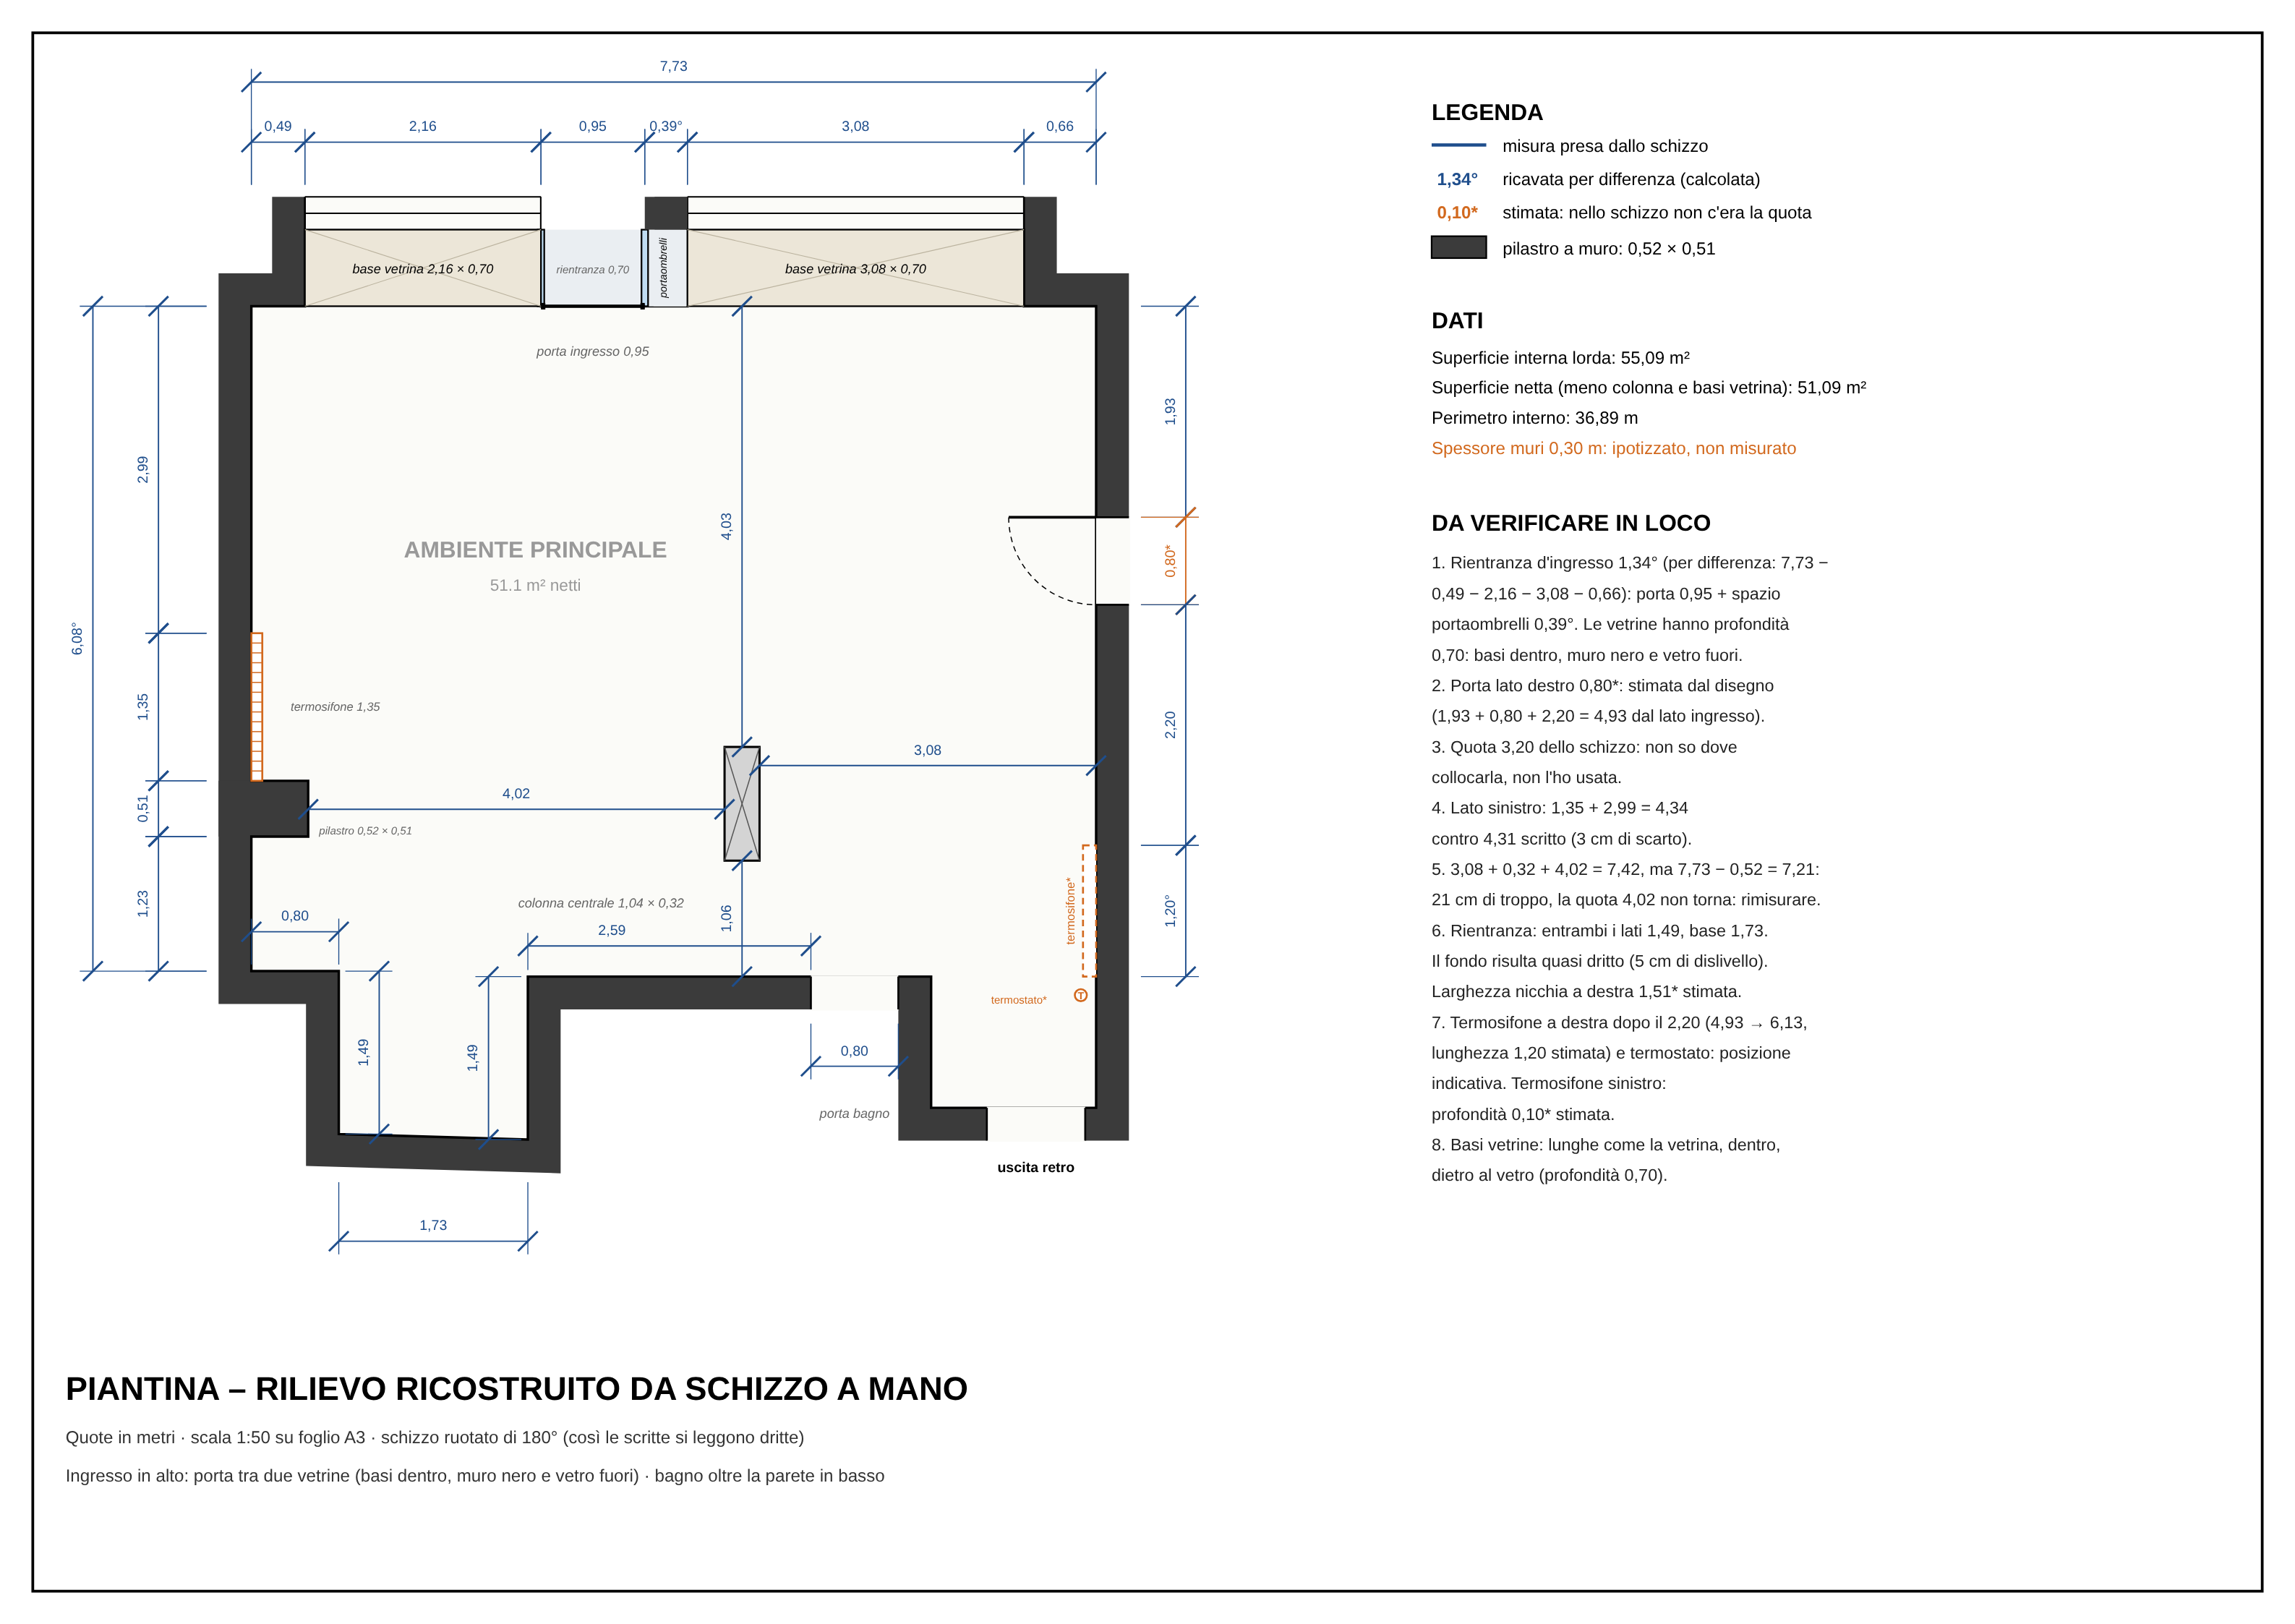 7,73
0,49
2,16
0,95
0,39°
3,08
0,66
base vetrina 2,16 × 0,70
rientranza 0,70
portaombrelli
base vetrina 3,08 × 0,70
porta ingresso 0,95
2,99
1,93
4,03
AMBIENTE PRINCIPALE
51.1 m² netti
0,80*
6,08°
1,35
termosifone 1,35
2,20
3,08
4,02
0,51
pilastro 0,52 × 0,51
colonna centrale 1,04 × 0,32
1,23
0,80
2,59
1,06
termosifone*
1,20°
termostato*
T
1,49
1,49
0,80
porta bagno
uscita retro
1,73
LEGENDA
misura presa dallo schizzo
1,34° ricavata per differenza (calcolata)
0,10* stimata: nello schizzo non c'era la quota
pilastro a muro: 0,52 × 0,51
DATI
Superficie interna lorda: 55,09 m²
Superficie netta (meno colonna e basi vetrina): 51,09 m²
Perimetro interno: 36,89 m
Spessore muri 0,30 m: ipotizzato, non misurato
DA VERIFICARE IN LOCO
1. Rientranza d'ingresso 1,34° (per differenza: 7,73 −
0,49 − 2,16 − 3,08 − 0,66): porta 0,95 + spazio
portaombrelli 0,39°. Le vetrine hanno profondità
0,70: basi dentro, muro nero e vetro fuori.
2. Porta lato destro 0,80*: stimata dal disegno
(1,93 + 0,80 + 2,20 = 4,93 dal lato ingresso).
3. Quota 3,20 dello schizzo: non so dove
collocarla, non l'ho usata.
4. Lato sinistro: 1,35 + 2,99 = 4,34
contro 4,31 scritto (3 cm di scarto).
5. 3,08 + 0,32 + 4,02 = 7,42, ma 7,73 − 0,52 = 7,21:
21 cm di troppo, la quota 4,02 non torna: rimisurare.
6. Rientranza: entrambi i lati 1,49, base 1,73.
Il fondo risulta quasi dritto (5 cm di dislivello).
Larghezza nicchia a destra 1,51* stimata.
7. Termosifone a destra dopo il 2,20 (4,93 → 6,13,
lunghezza 1,20 stimata) e termostato: posizione
indicativa. Termosifone sinistro:
profondità 0,10* stimata.
8. Basi vetrine: lunghe come la vetrina, dentro,
dietro al vetro (profondità 0,70).
PIANTINA – RILIEVO RICOSTRUITO DA SCHIZZO A MANO
Quote in metri · scala 1:50 su foglio A3 · schizzo ruotato di 180° (così le scritte si leggono dritte)
Ingresso in alto: porta tra due vetrine (basi dentro, muro nero e vetro fuori) · bagno oltre la parete in basso